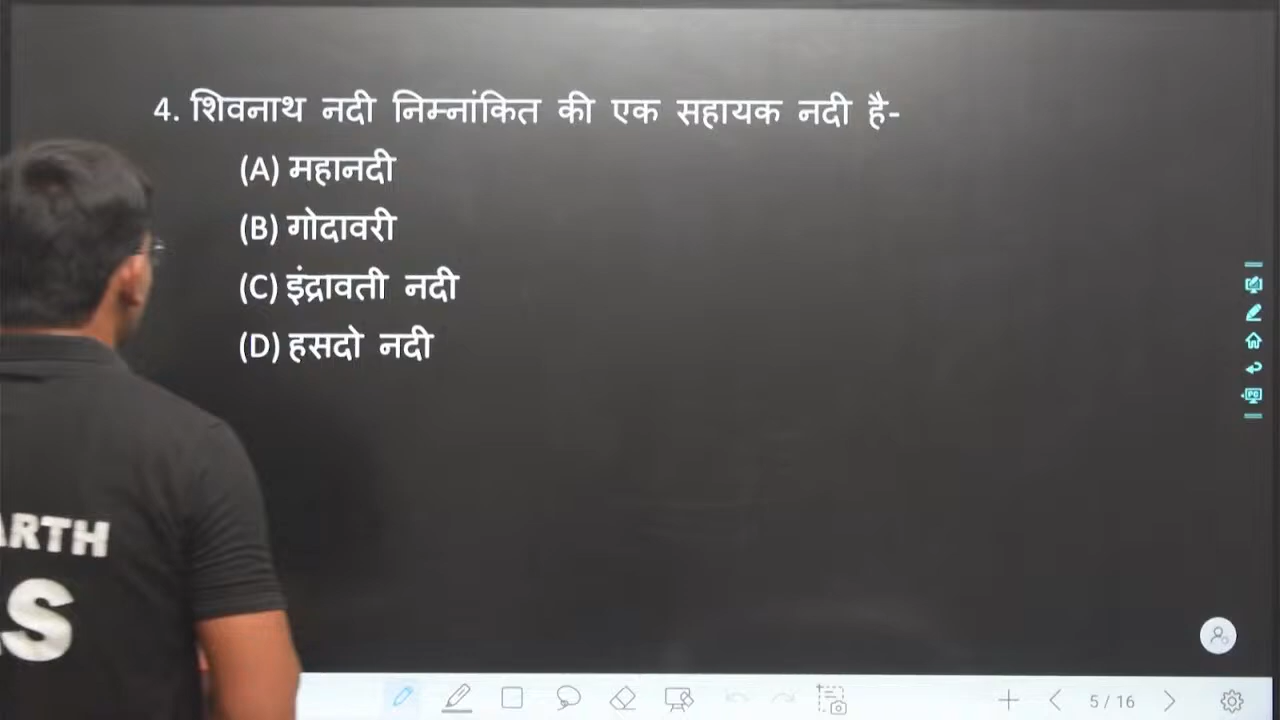 4. शिवनाथ नदी निम्नांकित की एक सहायक नदी है-
(A) महानदी
(B) गोदावरी
(C) इंद्रावती नदी
(D) हसदो नदी
ARTH
S
5/16